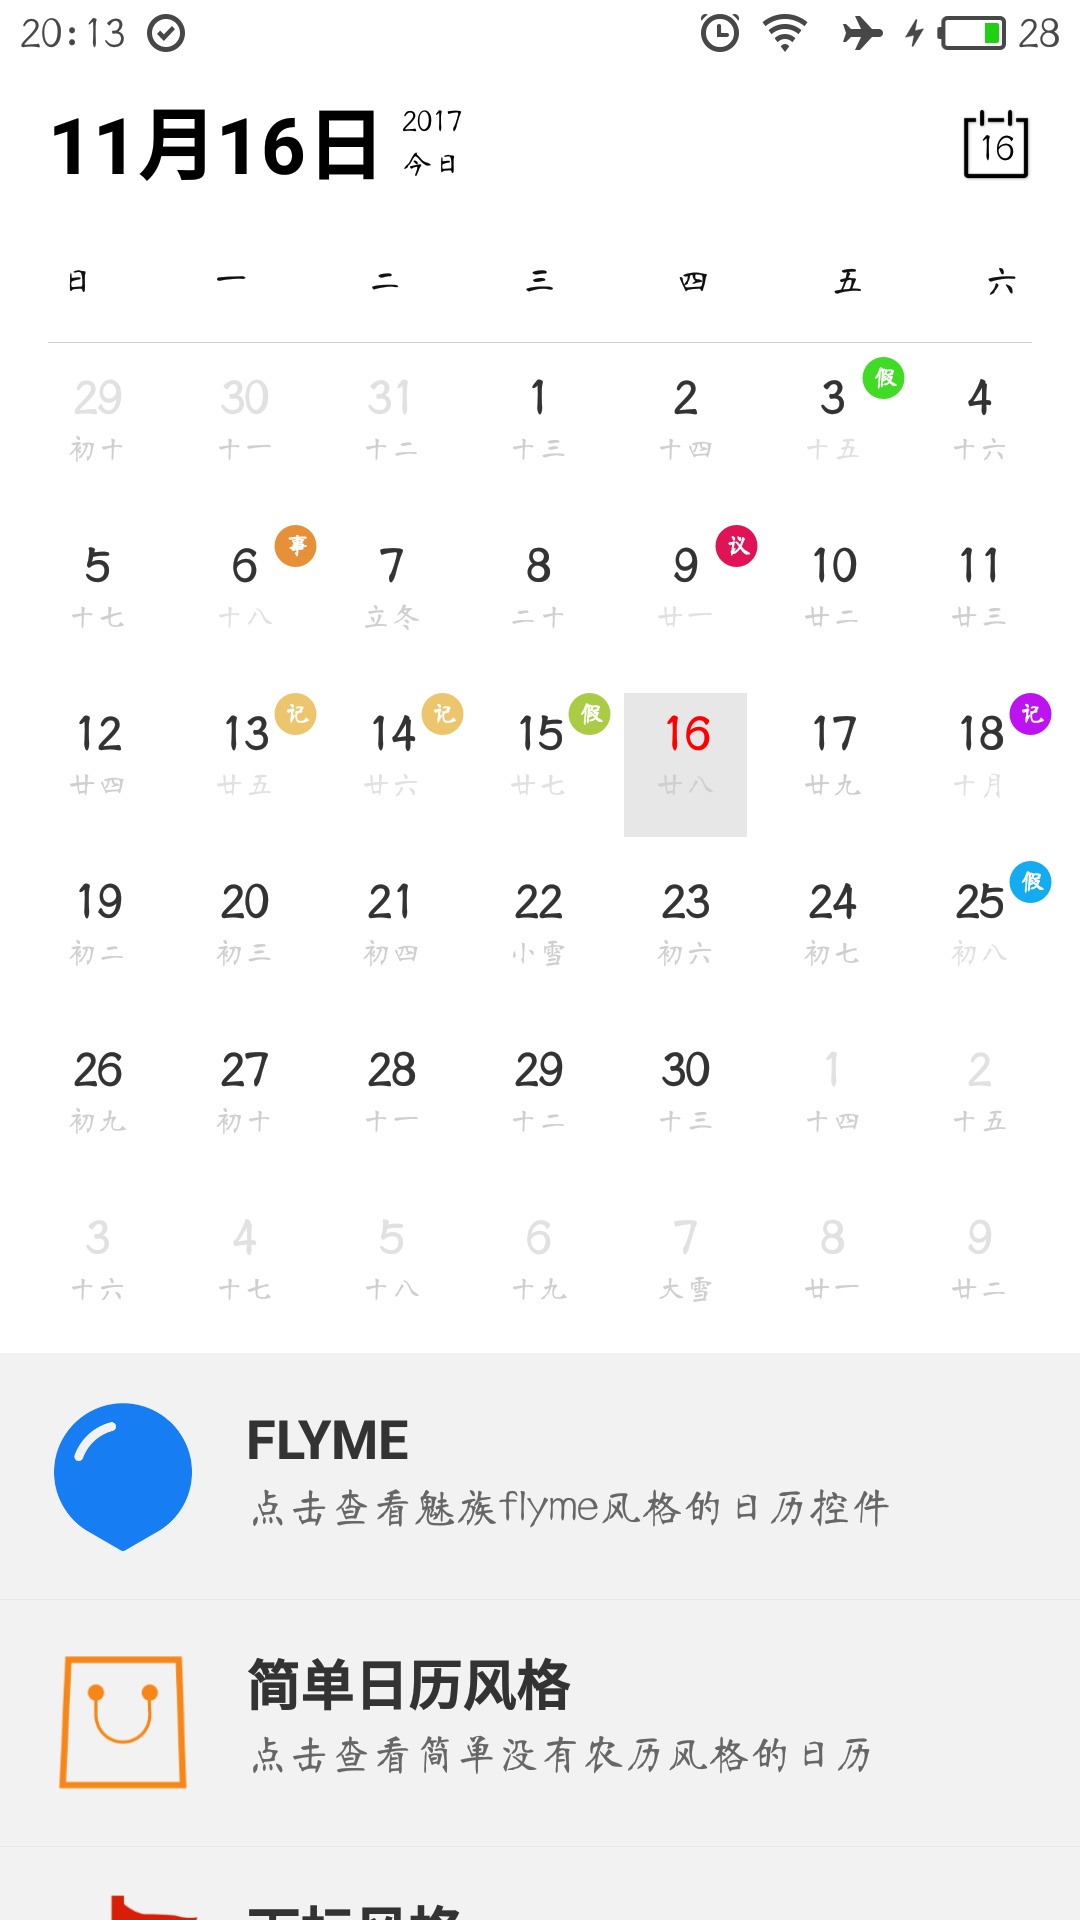 20:13 28
11月16日 2017
今日 16
日 一 二 三 四 五 六
29 30 31 1 2 3 假 4
初十 十一 十二 十三 十四 十五 十六
5 6 事 7 8 9 议 10 11
十七 十八 立冬 二十 廿一 廿二 廿三
12 13 记 14 记 15 假 16 17 18 记
廿四 廿五 廿六 廿七 廿八 廿九 十月
19 20 21 22 23 24 25 假
初二 初三 初四 小雪 初六 初七 初八
26 27 28 29 30 1 2
初九 初十 十一 十二 十三 十四 十五
3 4 5 6 7 8 9
十六 十七 十八 十九 大雪 廿一 廿二
FLYME
点击查看魅族flyme风格的日历控件
简单日历风格
点击查看简单没有农历风格的日历